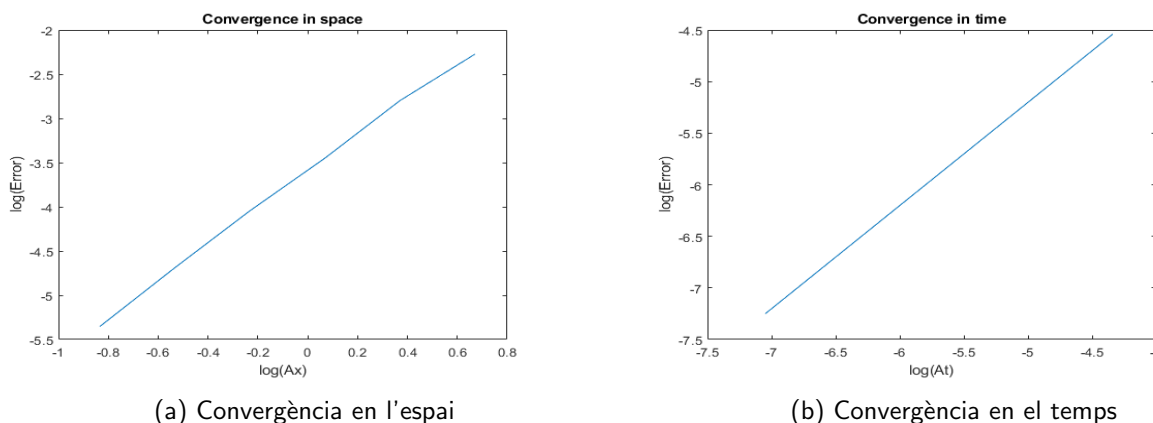 Convergence in space
-2
-2.5
-3
-3.5
-4
-4.5
-5
-5.5
log(Error)
-1 -0.8 -0.6 -0.4 -0.2 0 0.2 0.4 0.6 0.8
log(Ax)
(a) Convergència en l'espai
Convergence in time
-4.5
-5
-5.5
-6
-6.5
-7
-7.5
log(Error)
-7.5 -7 -6.5 -6 -5.5 -5 -4.5 -4
log(At)
(b) Convergència en el temps